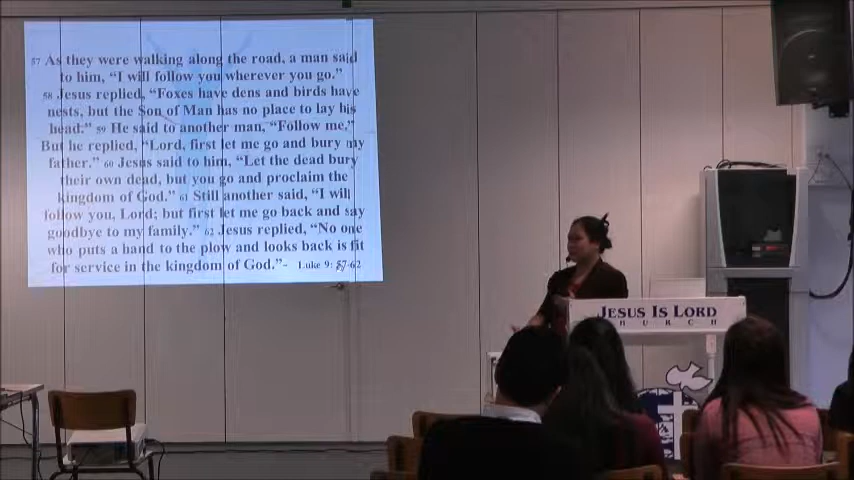 57 As they were walking along the road, a man said
to him, “I will follow you wherever you go.”
58 Jesus replied, “Foxes have dens and birds have
nests, but the Son of Man has no place to lay his
head.” 59 He said to another man, “Follow me.”
But he replied, “Lord, first let me go and bury my
father.” 60 Jesus said to him, “Let the dead bury
their own dead, but you go and proclaim the
kingdom of God.” 61 Still another said, “I will
follow you, Lord; but first let me go back and say
goodbye to my family.” 62 Jesus replied, “No one
who puts a hand to the plow and looks back is fit
for service in the kingdom of God.”- Luke 9: 57-62
JESUS IS LORD
CHURCH